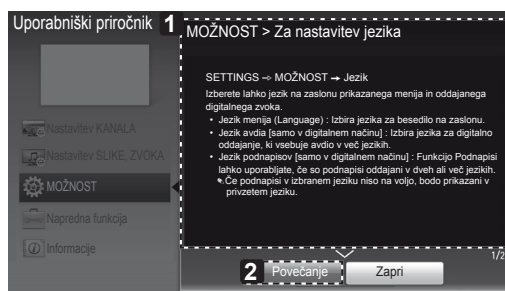 Uporabniški priročnik
1
MOŽNOST > Za nastavitev jezika
SETTINGS ⇨ MOŽNOST ➞ Jezik
Izberete lahko jezik na zaslonu prikazanega menija in oddajanega
digitalnega zvoka.
• Jezik menija (Language) : Izbira jezika za besedilo na zaslonu.
• Jezik avdia [samo v digitalnem načinu] : Izbira jezika za digitalno
oddajanje, ki vsebuje avdio v več jezikih.
• Jezik podnapisov [samo v digitalnem načinu] : Funkcijo Podnapisi
lahko uporabljate, če so podnapisi oddajani v dveh ali več jezikih.
✎Če podnapisi v izbranem jeziku niso na voljo, bodo prikazani v
privzetem jeziku.
Nastavitev KANALA
Nastavitev SLIKE, ZVOKA
MOŽNOST
Napredna funkcija
Informacije
1/2
2
Povečanje
Zapri